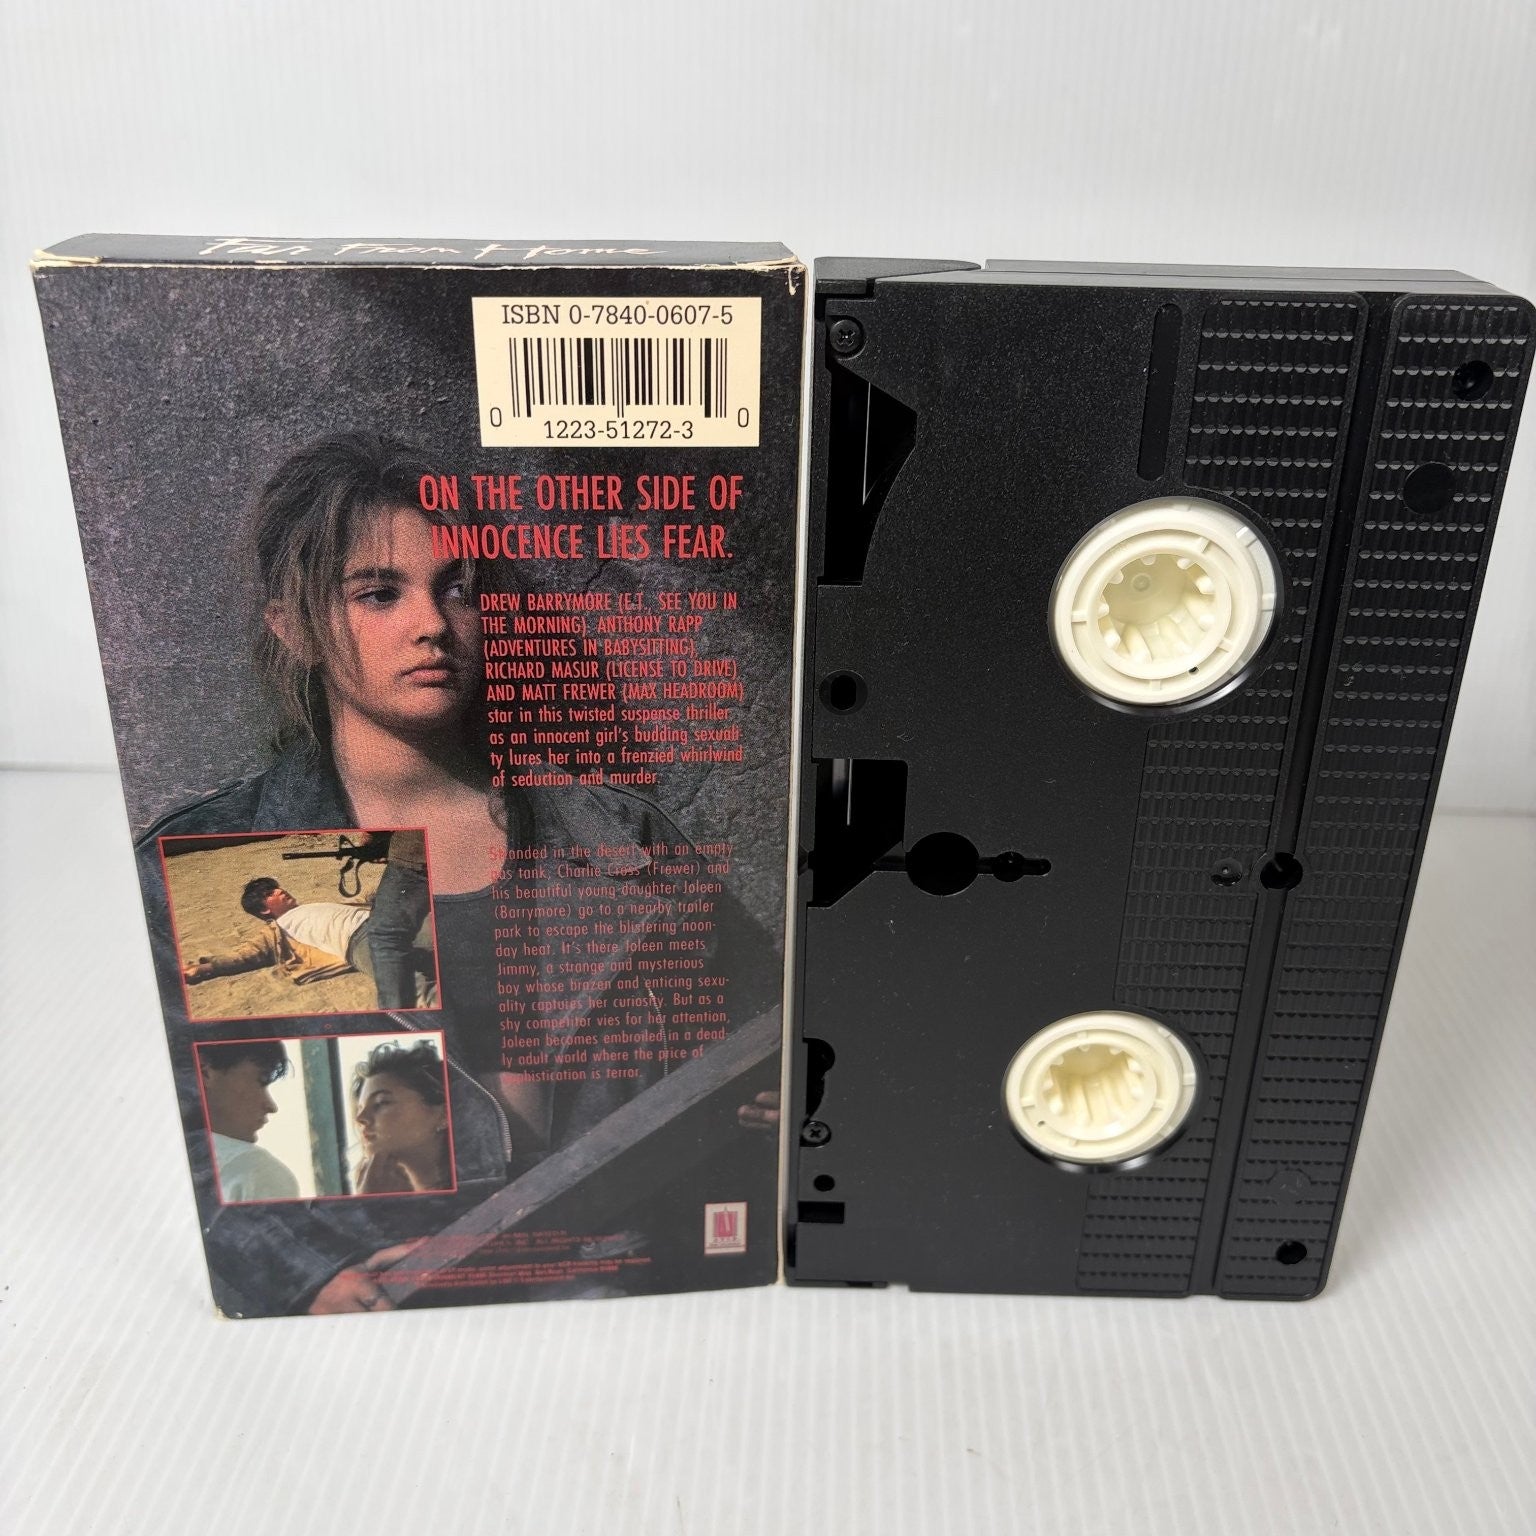 Far From Home
ISBN 0-7840-0607-5
0 1223-51272-3 0
ON THE OTHER SIDE OF
INNOCENCE LIES FEAR.
DREW BARRYMORE (E.T., SEE YOU IN
THE MORNING), ANTHONY RAPP
(ADVENTURES IN BABYSITTING),
RICHARD MASUR (LICENSE TO DRIVE)
AND MATT FREWER (MAX HEADROOM)
star in this twisted suspense thriller
as an innocent girl's budding sexuali-
ty lures her into a frenzied whirlwind
of seduction and murder.
Stranded in the desert with an empty
gas tank, Charlie Cross (Frewer) and
his beautiful young daughter Joleen
(Barrymore) go to a nearby trailer
park to escape the blistering noon-
day heat. It's there Joleen meets
Jimmy, a strange and mysterious
boy whose brazen and enticing sexu-
ality captures her curiosity. But as a
shy competitor vies for her attention,
Joleen becomes embroiled in a dead-
ly adult world where the price of
sophistication is terror.